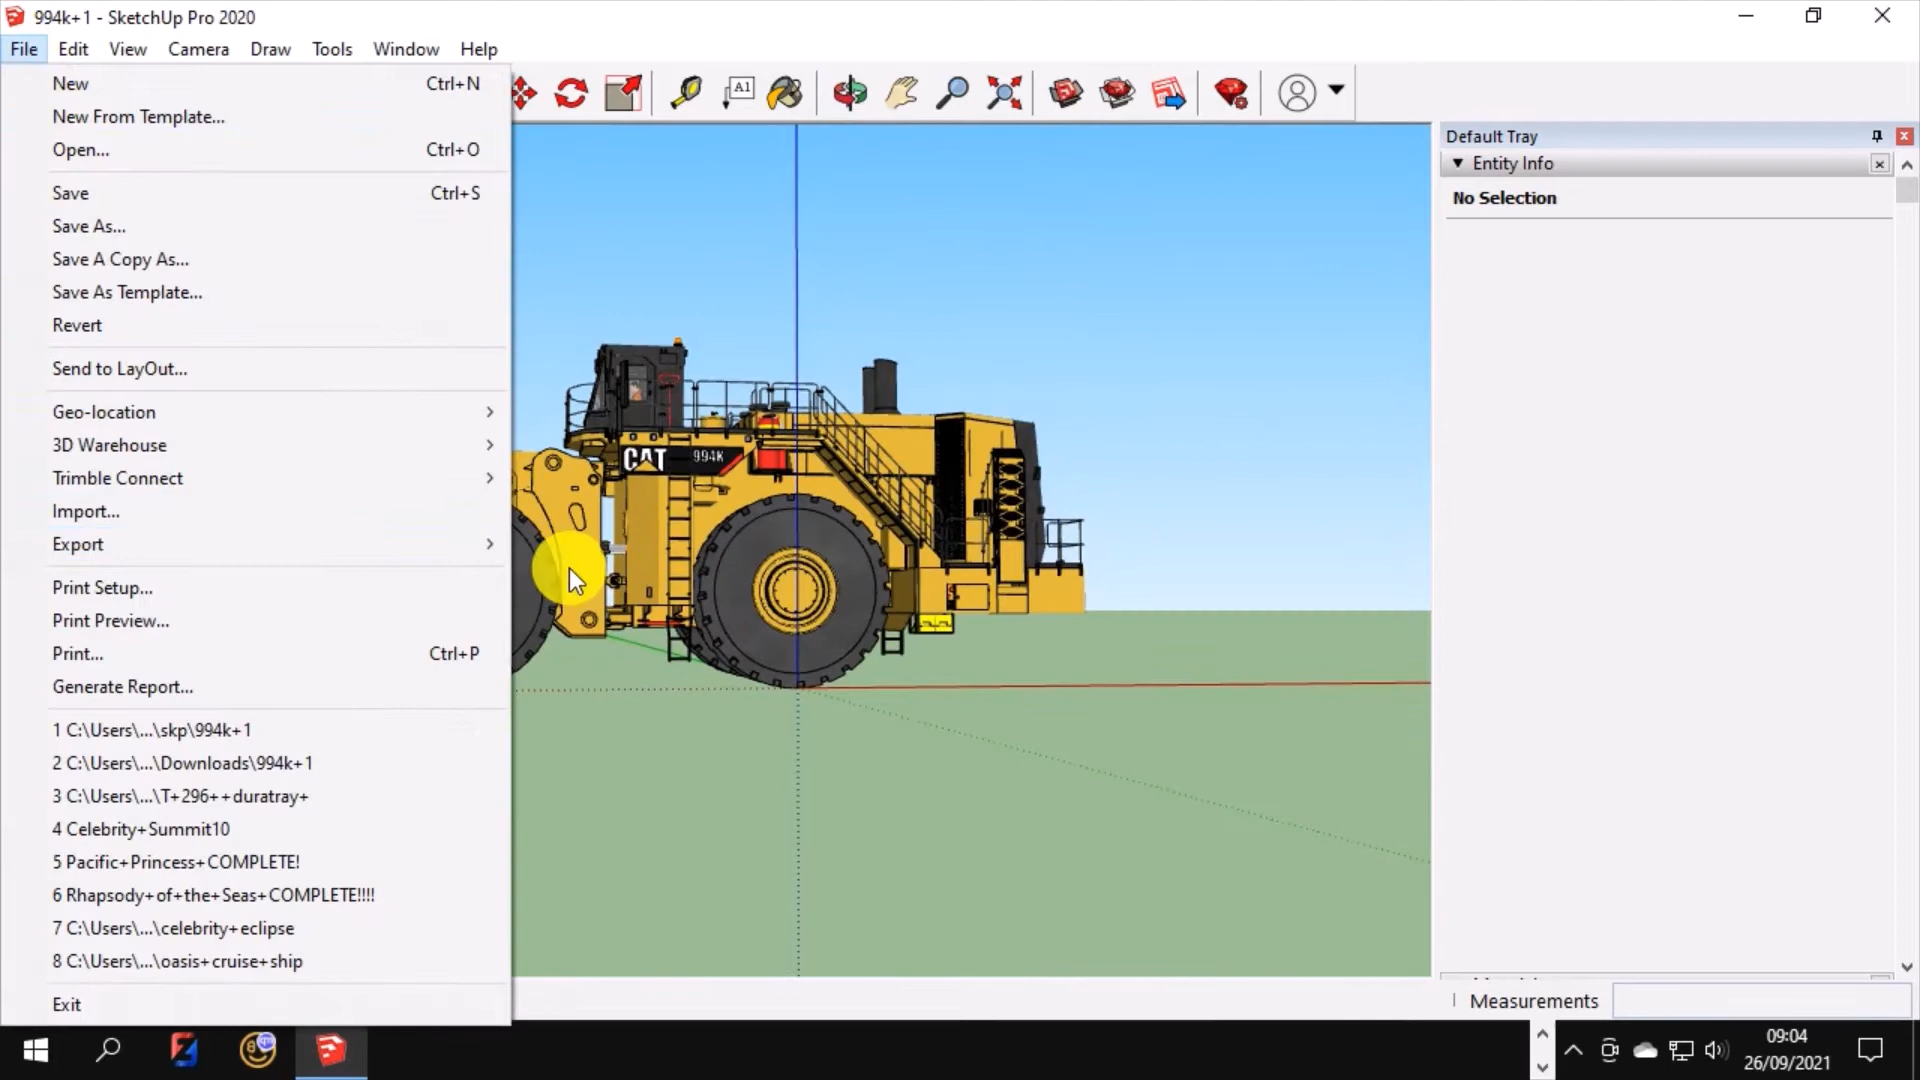 994k+1 - SketchUp Pro 2020
File Edit View Camera Draw Tools Window Help
New Ctrl+N
New From Template...
Open... Ctrl+O
Save Ctrl+S
Save As...
Save A Copy As...
Save As Template...
Revert
Send to LayOut...
Geo-location
3D Warehouse
Trimble Connect
Import...
Export
Print Setup...
Print Preview...
Print... Ctrl+P
Generate Report...
1 C:\Users\...\skp\994k+1
2 C:\Users\...\Downloads\994k+1
3 C:\Users\...\T+296++duratray+
4 Celebrity+Summit10
5 Pacific+Princess+COMPLETE!
6 Rhapsody+of+the+Seas+COMPLETE!!!!
7 C:\Users\...\celebrity+eclipse
8 C:\Users\...\oasis+cruise+ship
Exit
A1
CAT 994K
Default Tray
Entity Info
No Selection
Measurements
09:04
26/09/2021